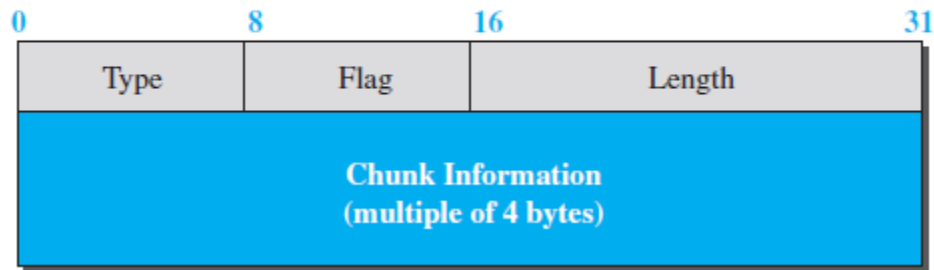 0 8 16 31
Type Flag Length
Chunk Information
(multiple of 4 bytes)